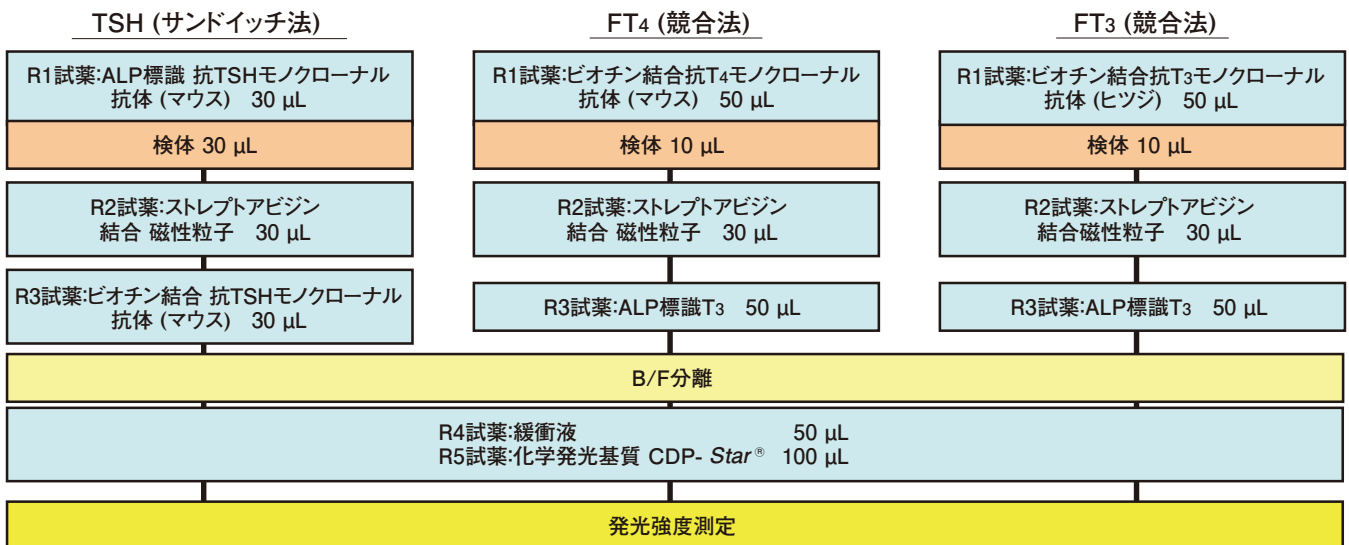 TSH (サンドイッチ法)
R1試薬:ALP標識 抗TSHモノクローナル
抗体 (マウス) 30 µL
検体 30 µL
R2試薬:ストレプトアビジン
結合 磁性粒子 30 µL
R3試薬:ビオチン結合 抗TSHモノクローナル
抗体 (マウス) 30 µL
FT4 (競合法)
R1試薬:ビオチン結合抗T4モノクローナル
抗体 (マウス) 50 µL
検体 10 µL
R2試薬:ストレプトアビジン
結合 磁性粒子 30 µL
R3試薬:ALP標識T3 50 µL
FT3 (競合法)
R1試薬:ビオチン結合抗T3モノクローナル
抗体 (ヒツジ) 50 µL
検体 10 µL
R2試薬:ストレプトアビジン
結合磁性粒子 30 µL
R3試薬:ALP標識T3 50 µL
B/F分離
R4試薬:緩衝液 50 µL
R5試薬:化学発光基質 CDP- Star® 100 µL
発光強度測定